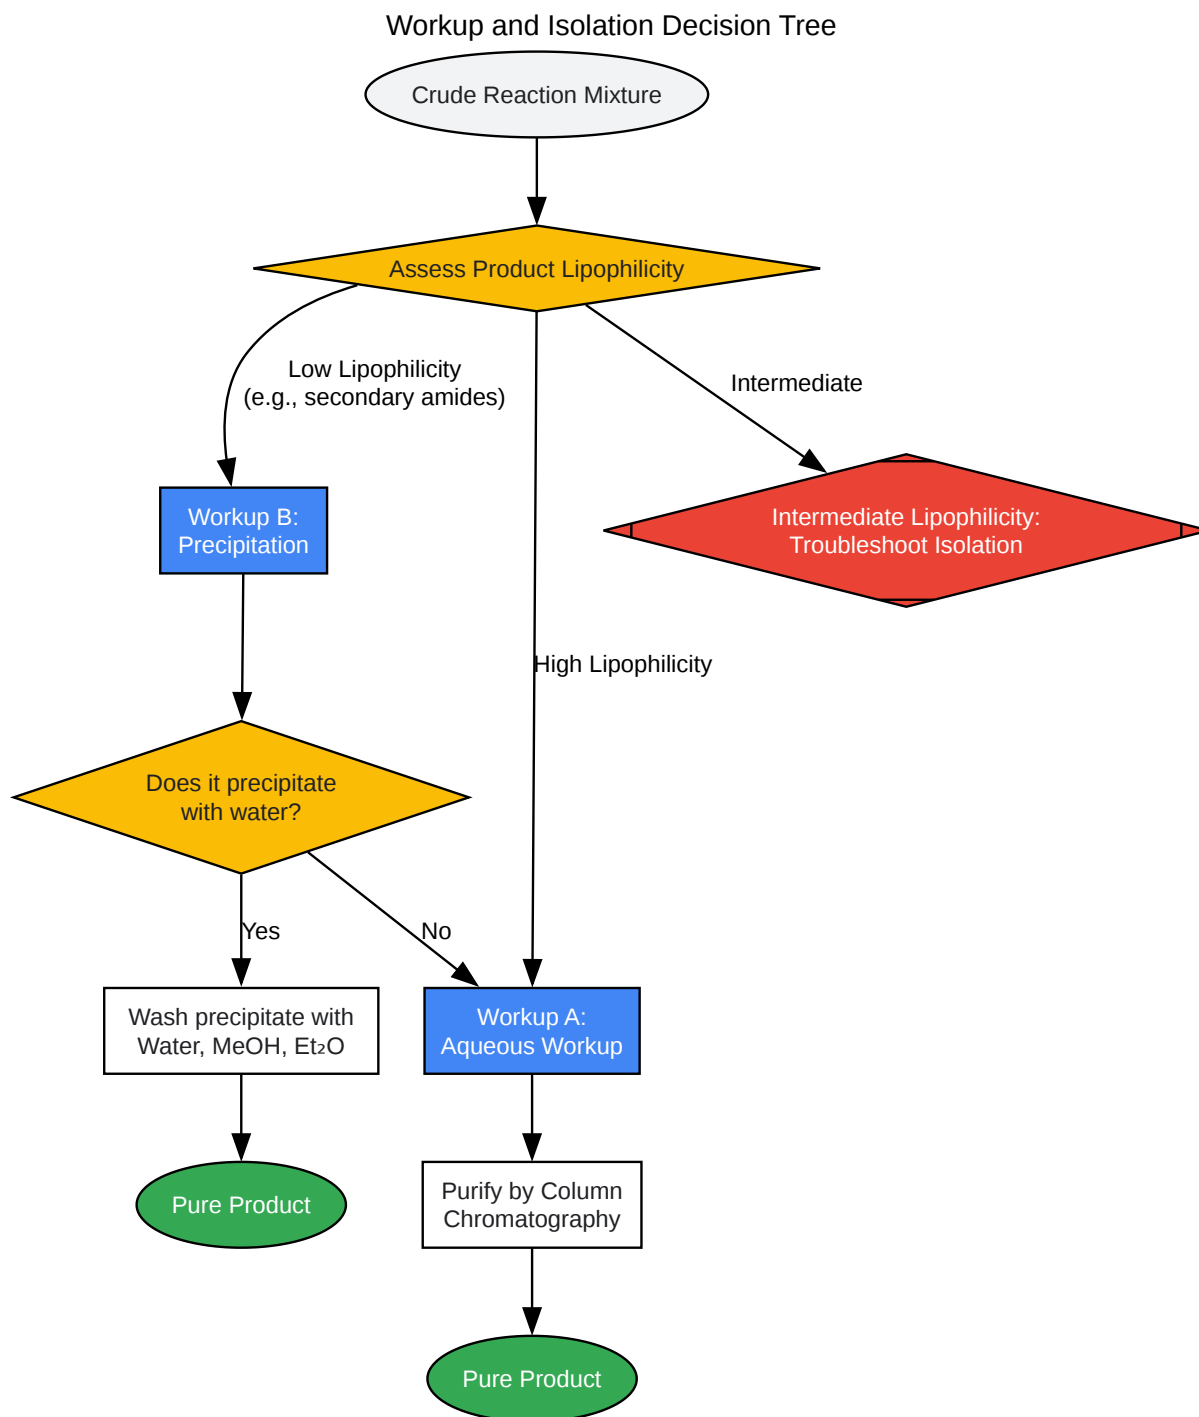 Workup and Isolation Decision Tree
Crude Reaction Mixture
Assess Product Lipophilicity
Low Lipophilicity
(e.g., secondary amides)
Intermediate
Workup B:
Precipitation
Intermediate Lipophilicity:
Troubleshoot Isolation
High Lipophilicity
Does it precipitate
with water?
Yes
No
Wash precipitate with
Water, MeOH, Et₂O
Workup A:
Aqueous Workup
Pure Product
Purify by Column
Chromatography
Pure Product